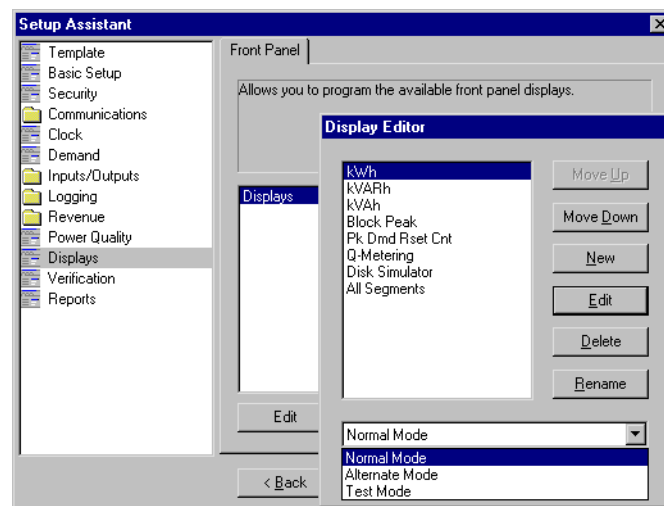 Setup Assistant
Template
Basic Setup
Security
Communications
Clock
Demand
Inputs/Outputs
Logging
Revenue
Power Quality
Displays
Verification
Reports
Front Panel
Allows you to program the available front panel displays.
Displays
Edit
< Back
Display Editor
kWh
kVARh
kVAh
Block Peak
Pk Dmd Rset Cnt
Q-Metering
Disk Simulator
All Segments
Move Up
Move Down
New
Edit
Delete
Rename
Normal Mode
Normal Mode
Alternate Mode
Test Mode